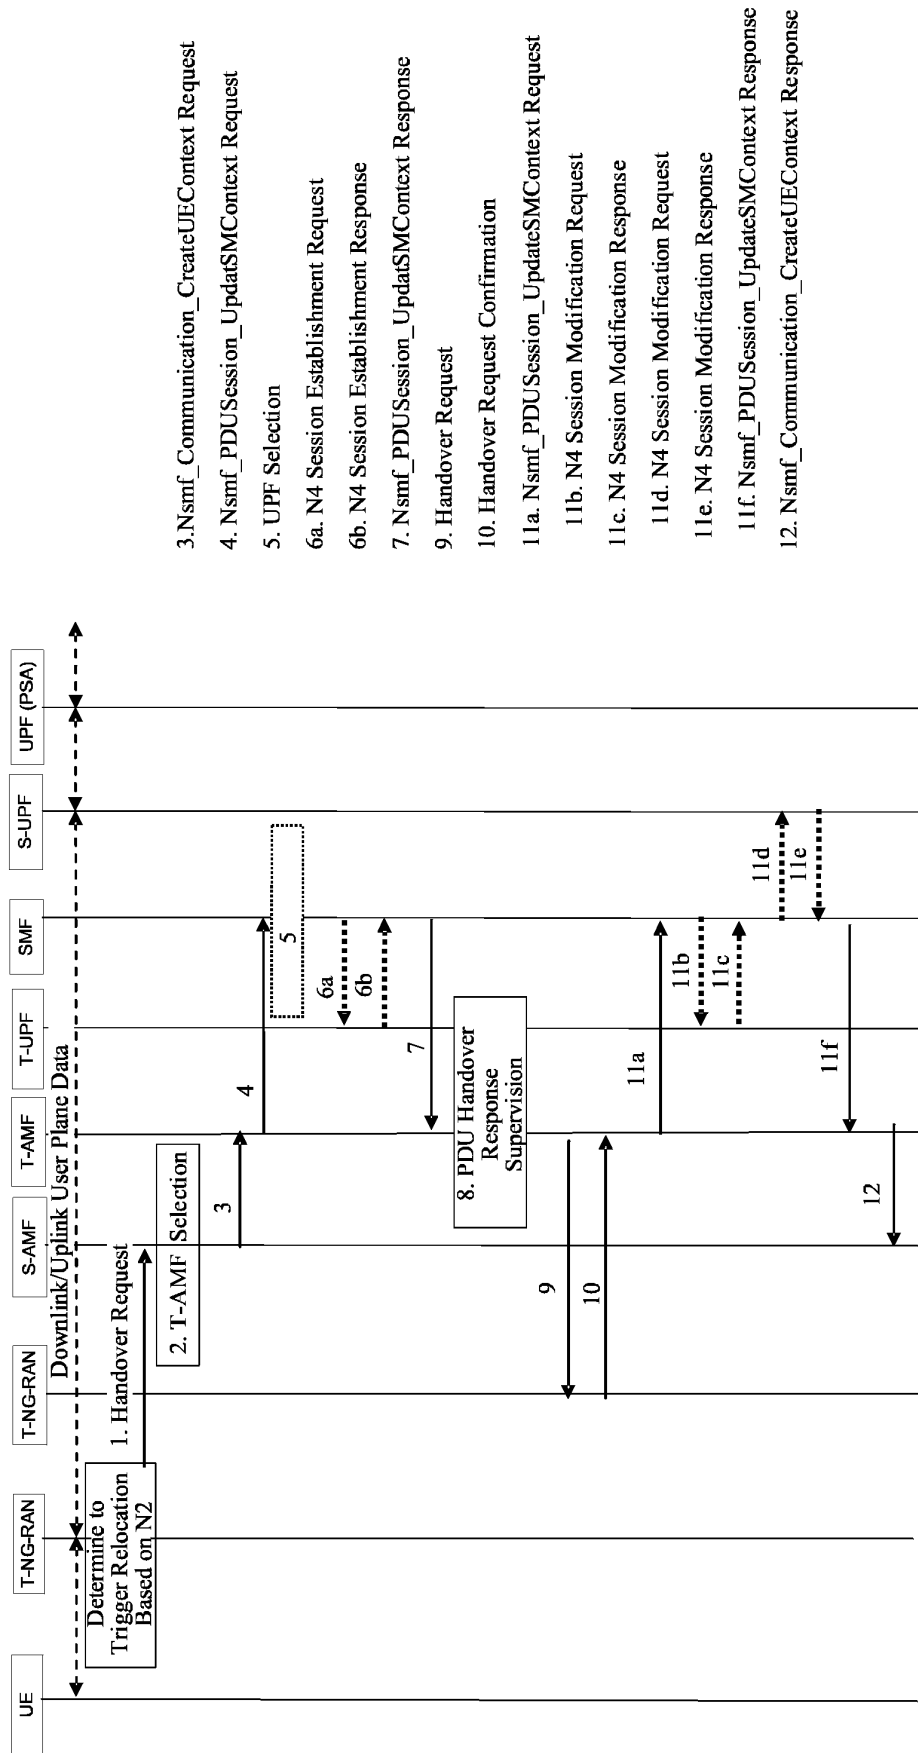 UE
T-NG-RAN
T-NG-RAN
S-AMF
T-AMF
T-UPF
SMF
S-UPF
UPF (PSA)
Downlink/Uplink User Plane Data
Determine to
Trigger Relocation
Based on N2
1. Handover Request
2. T-AMF Selection
3
4
5
6a
6b
7
8. PDU Handover
Response
Supervision
9
10
11a
11b
11c
11d
11e
11f
12
3.Nsmf_Communication_CreateUEContext Request
4. Nsmf_PDUSession_UpdatSMContext Request
5. UPF Selection
6a. N4 Session Establishment Request
6b. N4 Session Establishment Response
7. Nsmf_PDUSession_UpdatSMContext Response
9. Handover Request
10. Handover Request Confirmation
11a. Nsmf_PDUSession_UpdateSMContext Request
11b. N4 Session Modification Request
11c. N4 Session Modification Response
11d. N4 Session Modification Request
11e. N4 Session Modification Response
11f. Nsmf_PDUSession_UpdateSMContext Response
12. Nsmf_Communication_CreateUEContext Response